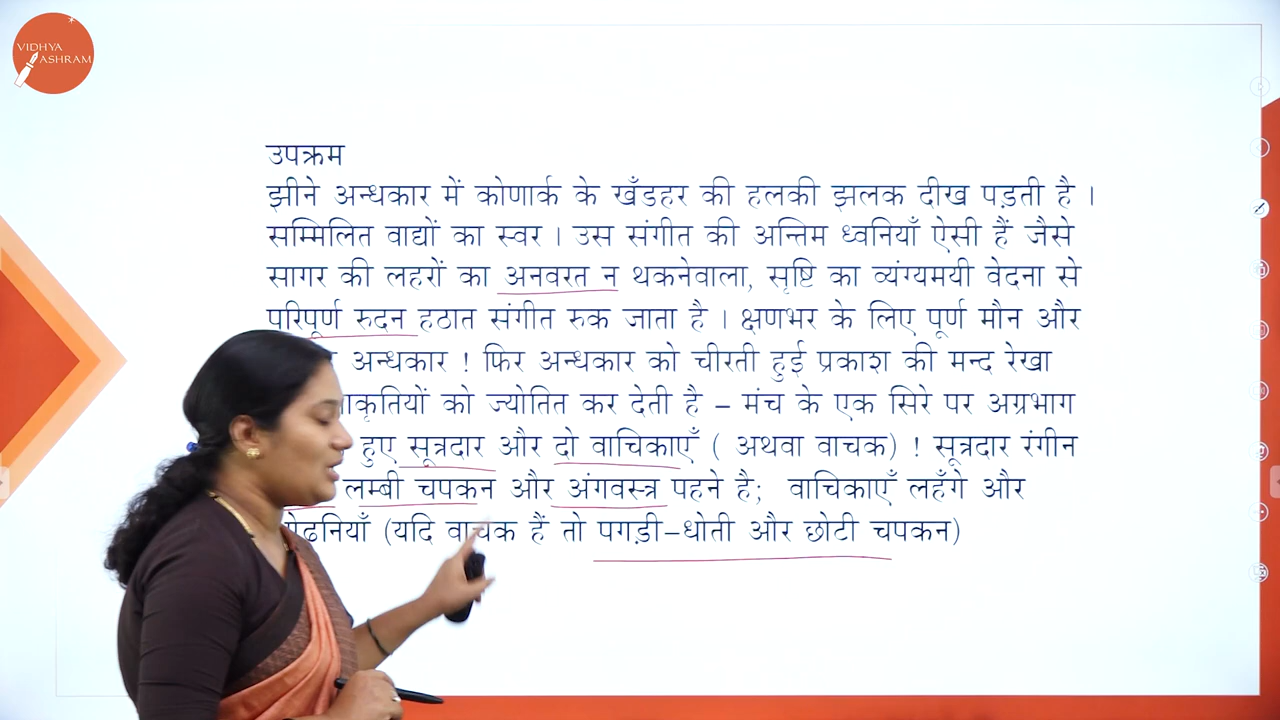 VIDHYA
ASHRAM
उपक्रम
झीने अन्धकार में कोणार्क के खँडहर की हलकी झलक दीख पड़ती है ।
सम्मिलित वाद्यों का स्वर । उस संगीत की अन्तिम ध्वनियाँ ऐसी हैं जैसे
सागर की लहरों का अनवरत न थकनेवाला, सृष्टि का व्यंग्यमयी वेदना से
परिपूर्ण रुदन हठात संगीत रुक जाता है । क्षणभर के लिए पूर्ण मौन और
अन्धकार ! फिर अन्धकार को चीरती हुई प्रकाश की मन्द रेखा
को ज्योतित कर देती है – मंच के एक सिरे पर अग्रभाग
हुए सूत्रदार और दो वाचिकाएँ ( अथवा वाचक) ! सूत्रदार रंगीन
लम्बी चपकन और अंगवस्त्र पहने है; वाचिकाएँ लहँगे और
(यदि वाचक हैं तो पगड़ी–धोती और छोटी चपकन)